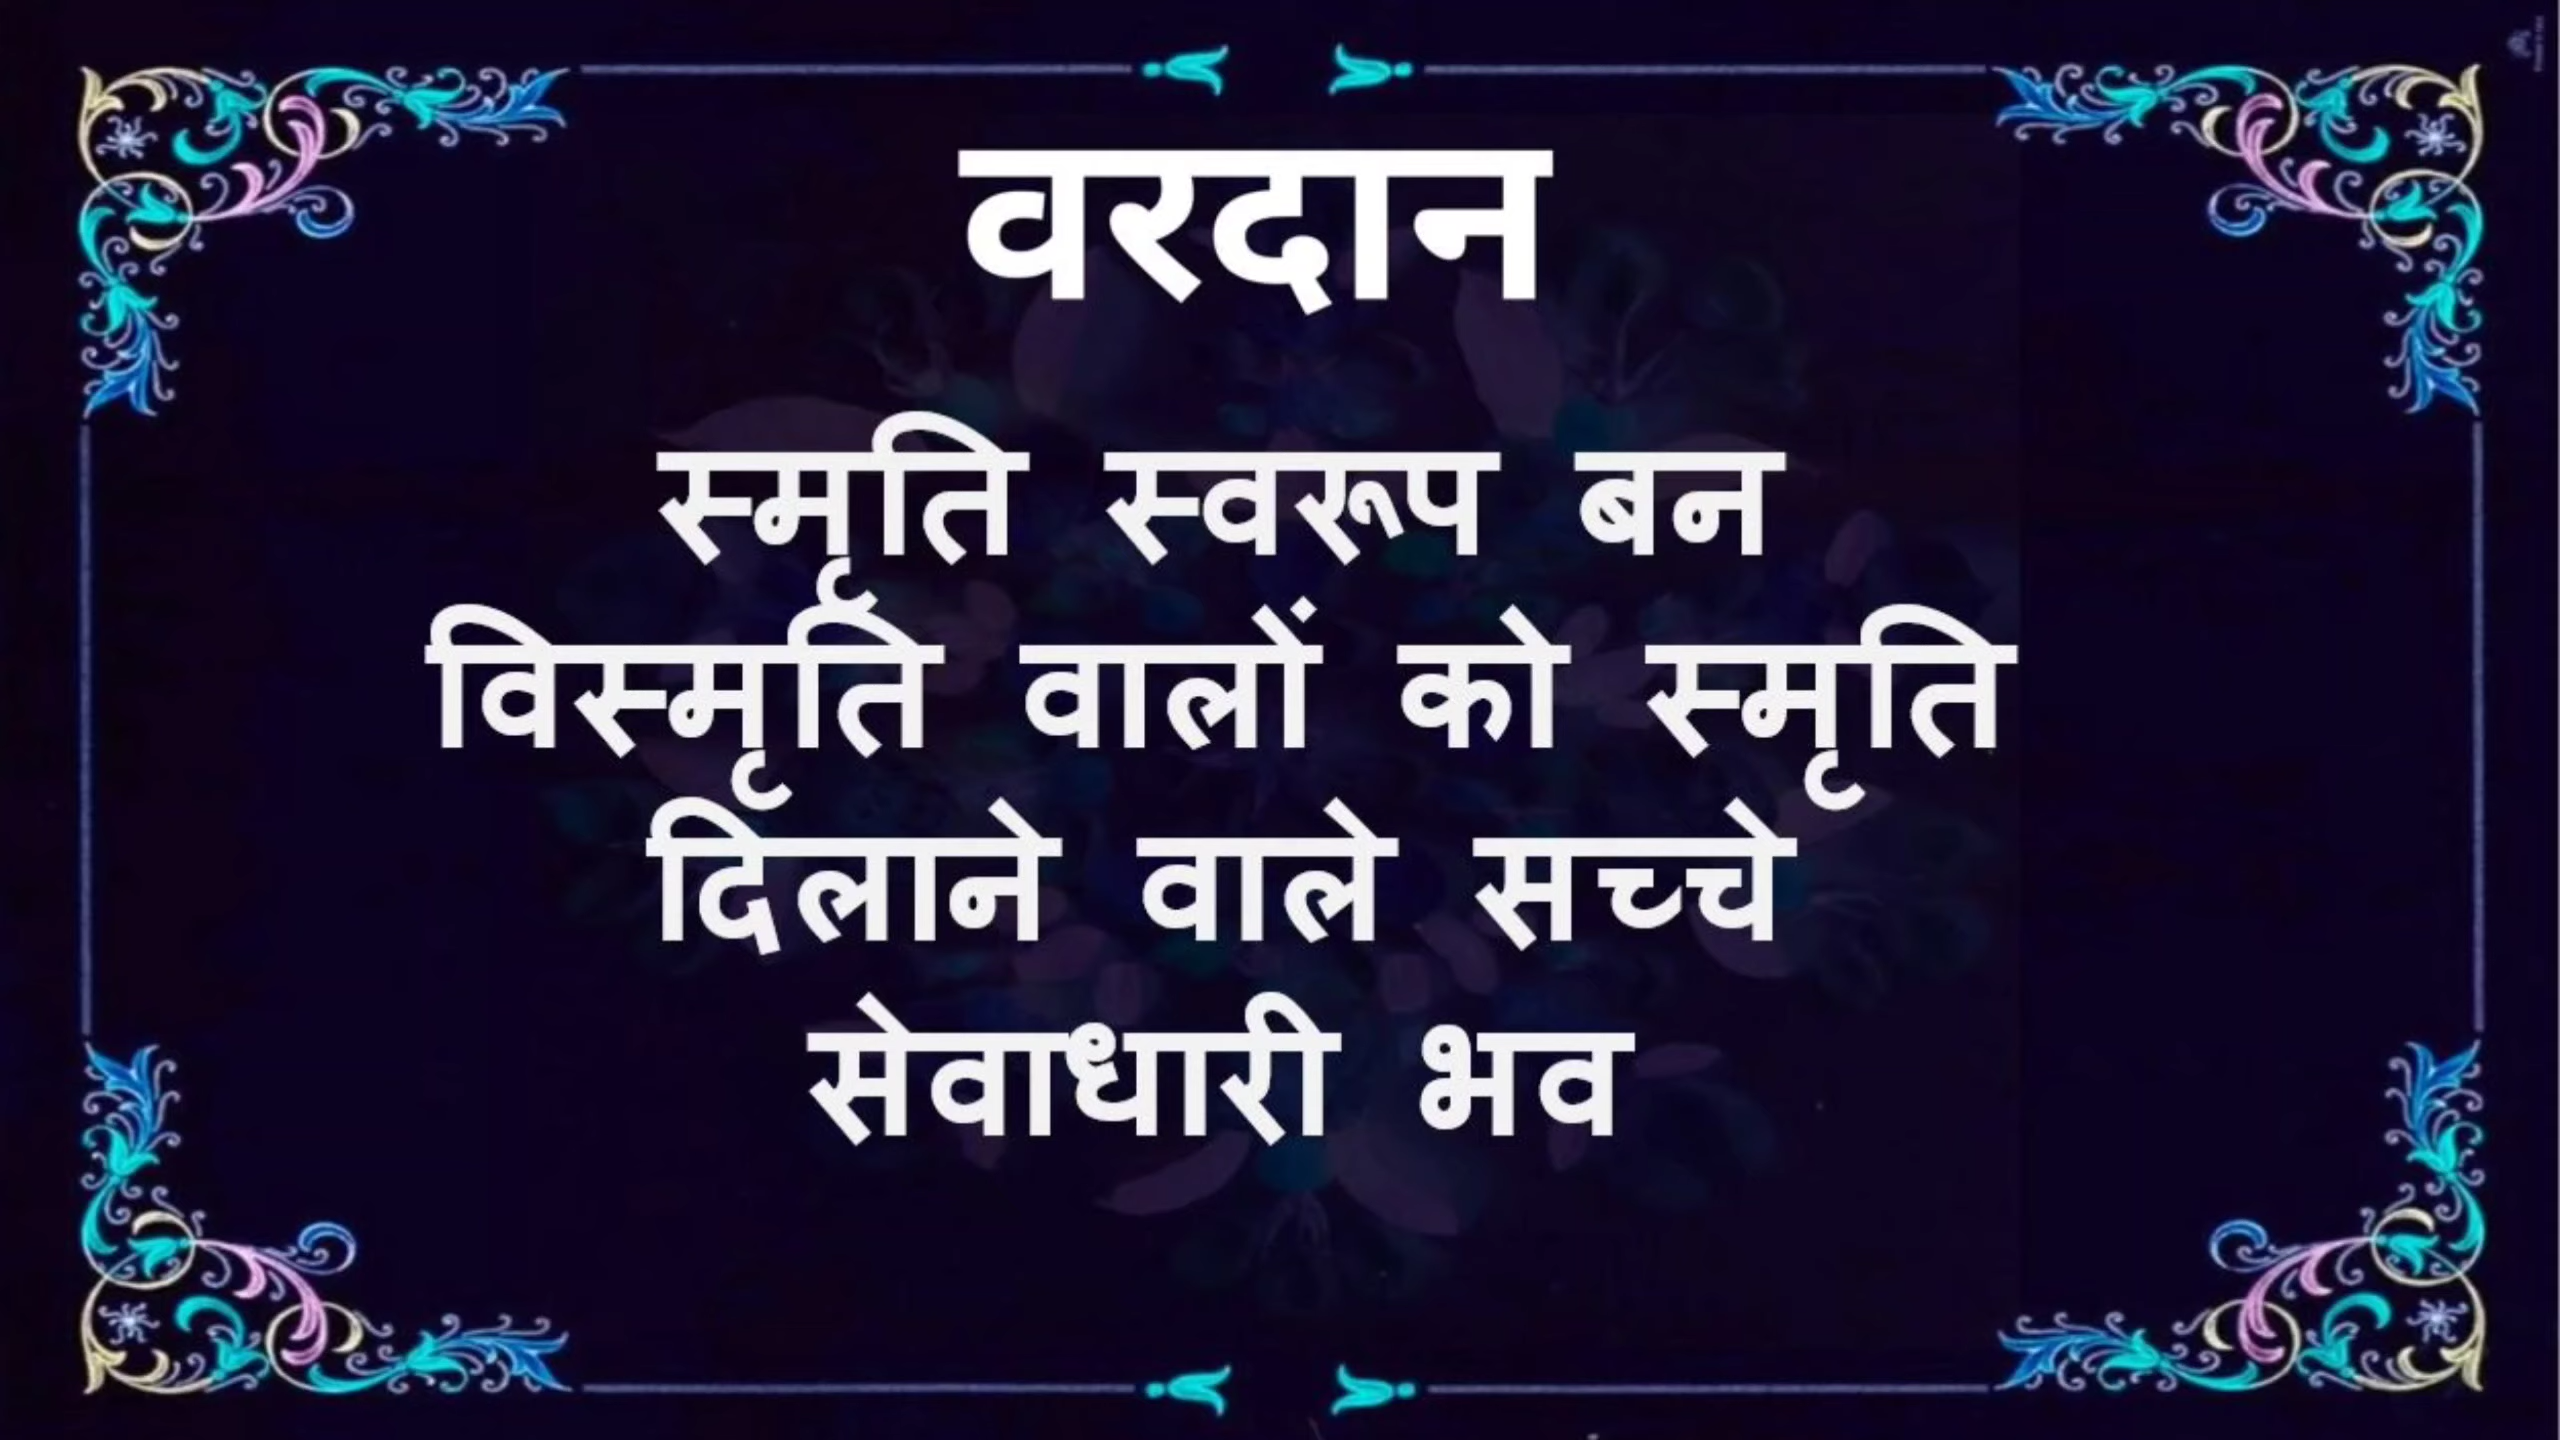 वरदान
स्मृति स्वरूप बन
विस्मृति वालों को स्मृति
दिलाने वाले सच्चे
सेवाधारी भव